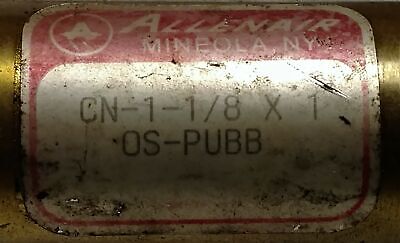 ALLENAIR
MINEOLA NY
CN-1-1/8 X 1
OS-PUBB